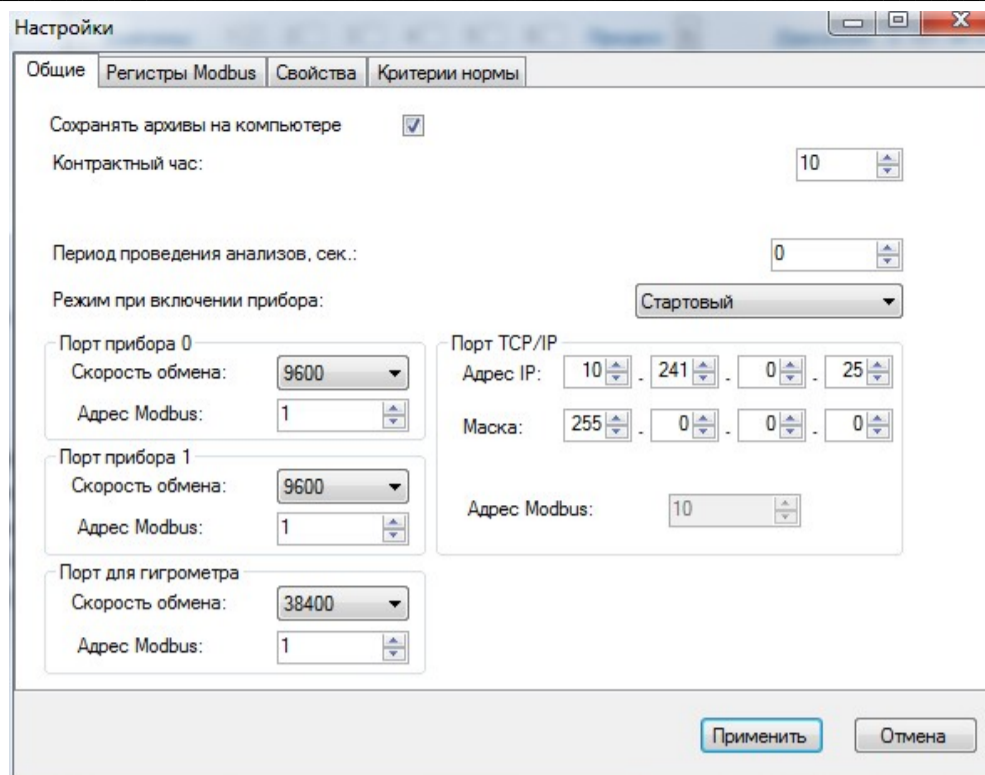 Настройки
Общие Регистры Modbus Свойства Критерии нормы
Сохранять архивы на компьютере
Контрактный час: 10
Период проведения анализов, сек.: 0
Режим при включении прибора: Стартовый
Порт прибора 0
Скорость обмена: 9600
Адрес Modbus: 1
Порт TCP/IP
Адрес IP: 10 . 241 . 0 . 25
Маска: 255 . 0 . 0 . 0
Адрес Modbus: 10
Порт прибора 1
Скорость обмена: 9600
Адрес Modbus: 1
Порт для гигрометра
Скорость обмена: 38400
Адрес Modbus: 1
Применить Отмена